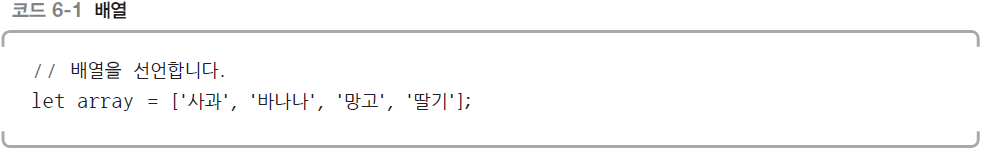 코드 6-1 배열
// 배열을 선언합니다.
let array = ['사과', '바나나', '망고', '딸기'];